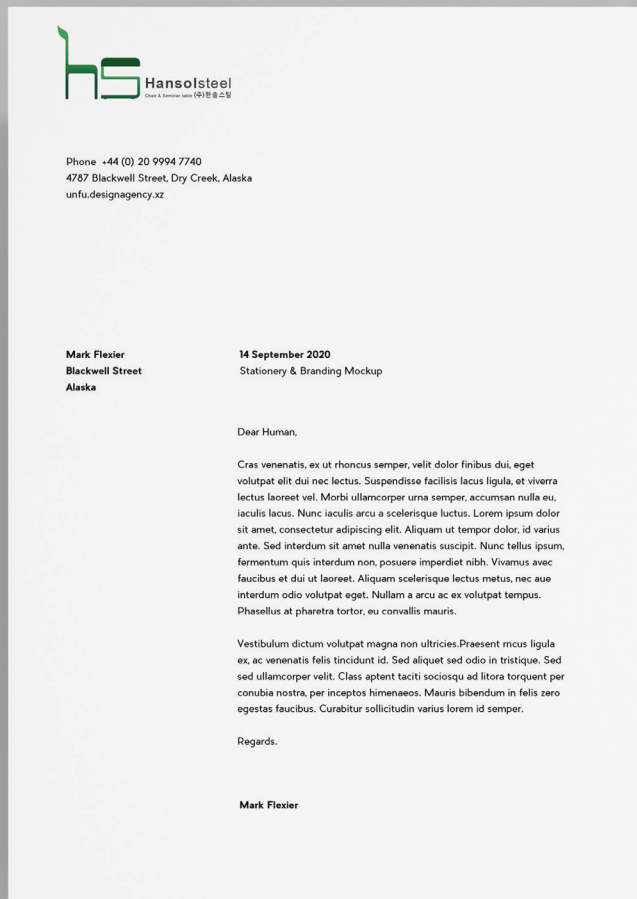 hs
Hansolsteel
Chair & Seminar table (주)한솔스틸
Phone +44 (0) 20 9994 7740
4787 Blackwell Street, Dry Creek, Alaska
unfu.designagency.xz
Mark Flexier
Blackwell Street
Alaska
14 September 2020
Stationery & Branding Mockup
Dear Human,
Cras venenatis, ex ut rhoncus semper, velit dolor finibus dui, eget
volutpat elit dui nec lectus. Suspendisse facilisis lacus ligula, et viverra
lectus laoreet vel. Morbi ullamcorper urna semper, accumsan nulla eu,
iaculis lacus. Nunc iaculis arcu a scelerisque luctus. Lorem ipsum dolor
sit amet, consectetur adipiscing elit. Aliquam ut tempor dolor, id varius
ante. Sed interdum sit amet nulla venenatis suscipit. Nunc tellus ipsum,
fermentum quis interdum non, posuere imperdiet nibh. Vivamus avec
faucibus et dui ut laoreet. Aliquam scelerisque lectus metus, nec aue
interdum odio volutpat eget. Nullam a arcu ac ex volutpat tempus.
Phasellus at pharetra tortor, eu convallis mauris.
Vestibulum dictum volutpat magna non ultricies.Praesent rncus ligula
ex, ac venenatis felis tincidunt id. Sed aliquet sed odio in tristique. Sed
sed ullamcorper velit. Class aptent taciti sociosqu ad litora torquent per
conubia nostra, per inceptos himenaeos. Mauris bibendum in felis zero
egestas faucibus. Curabitur sollicitudin varius lorem id semper.
Regards.
Mark Flexier